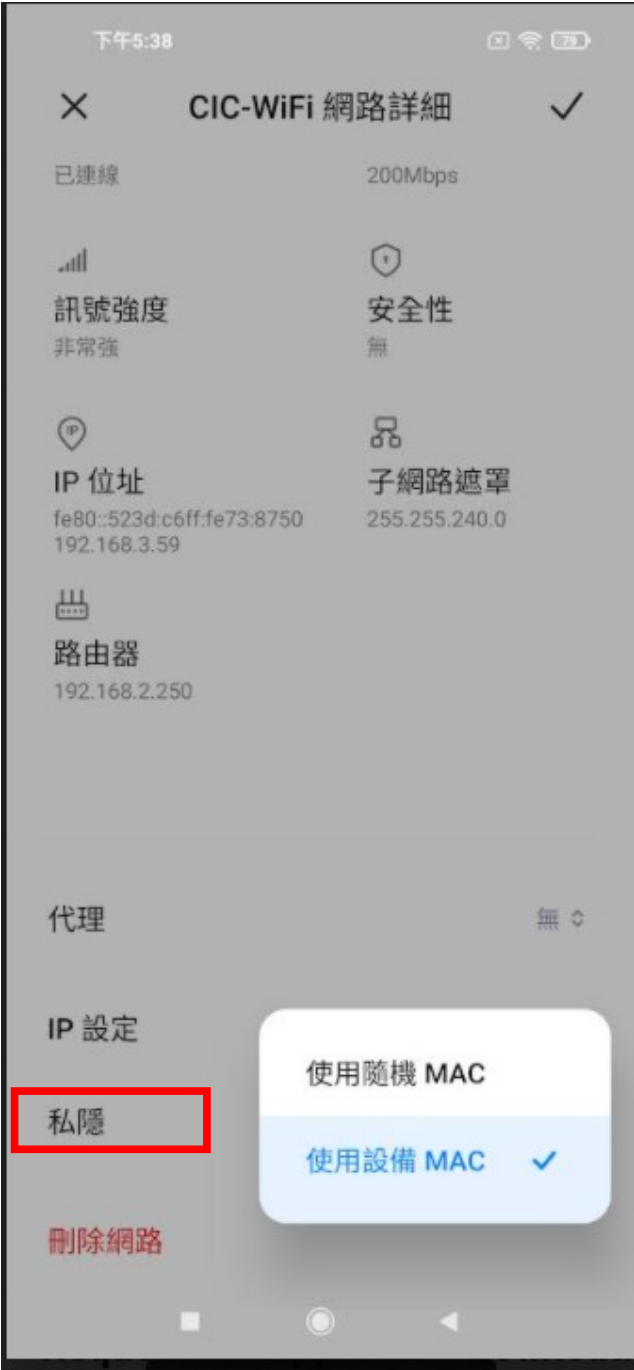 下午5:38
79
CIC-WiFi 網路詳細
已連線
200Mbps
訊號強度
非常強
安全性
無
IP
IP 位址
fe80::523d:c6ff:fe73:8750
192.168.3.59
子網路遮罩
255.255.240.0
路由器
192.168.2.250
代理
無
IP 設定
使用隨機 MAC
私隱
使用設備 MAC
刪除網路